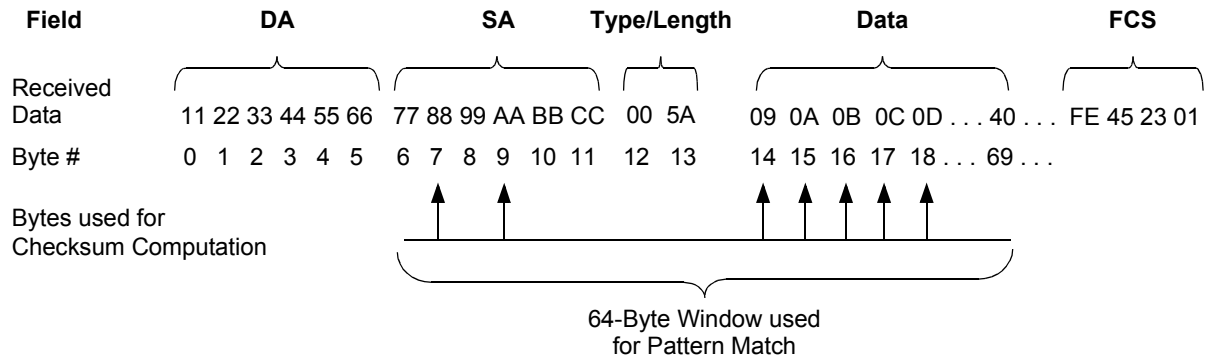 Field DA SA Type/Length Data FCS
Received
Data 11 22 33 44 55 66 77 88 99 AA BB CC 00 5A 09 0A 0B 0C 0D . . . 40 . . . FE 45 23 01
Byte # 0 1 2 3 4 5 6 7 8 9 10 11 12 13 14 15 16 17 18 . . . 69 . . .
Bytes used for
Checksum Computation
64-Byte Window used
for Pattern Match